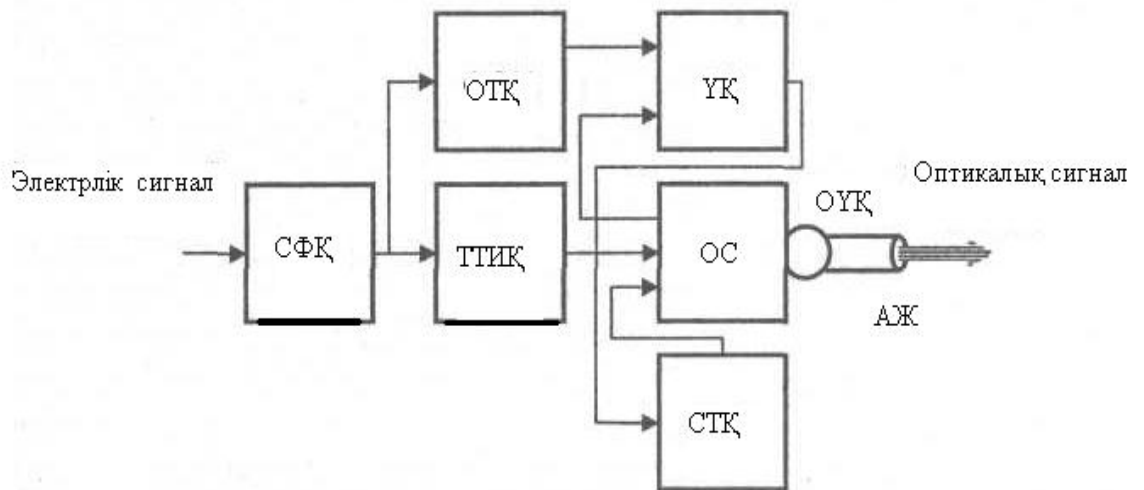 ОТҚ
ҮҚ
Электрлік сигнал
Оптикалық сигнал
ОҮҚ
СФҚ
ТТИҚ
ОС
АЖ
СТҚ